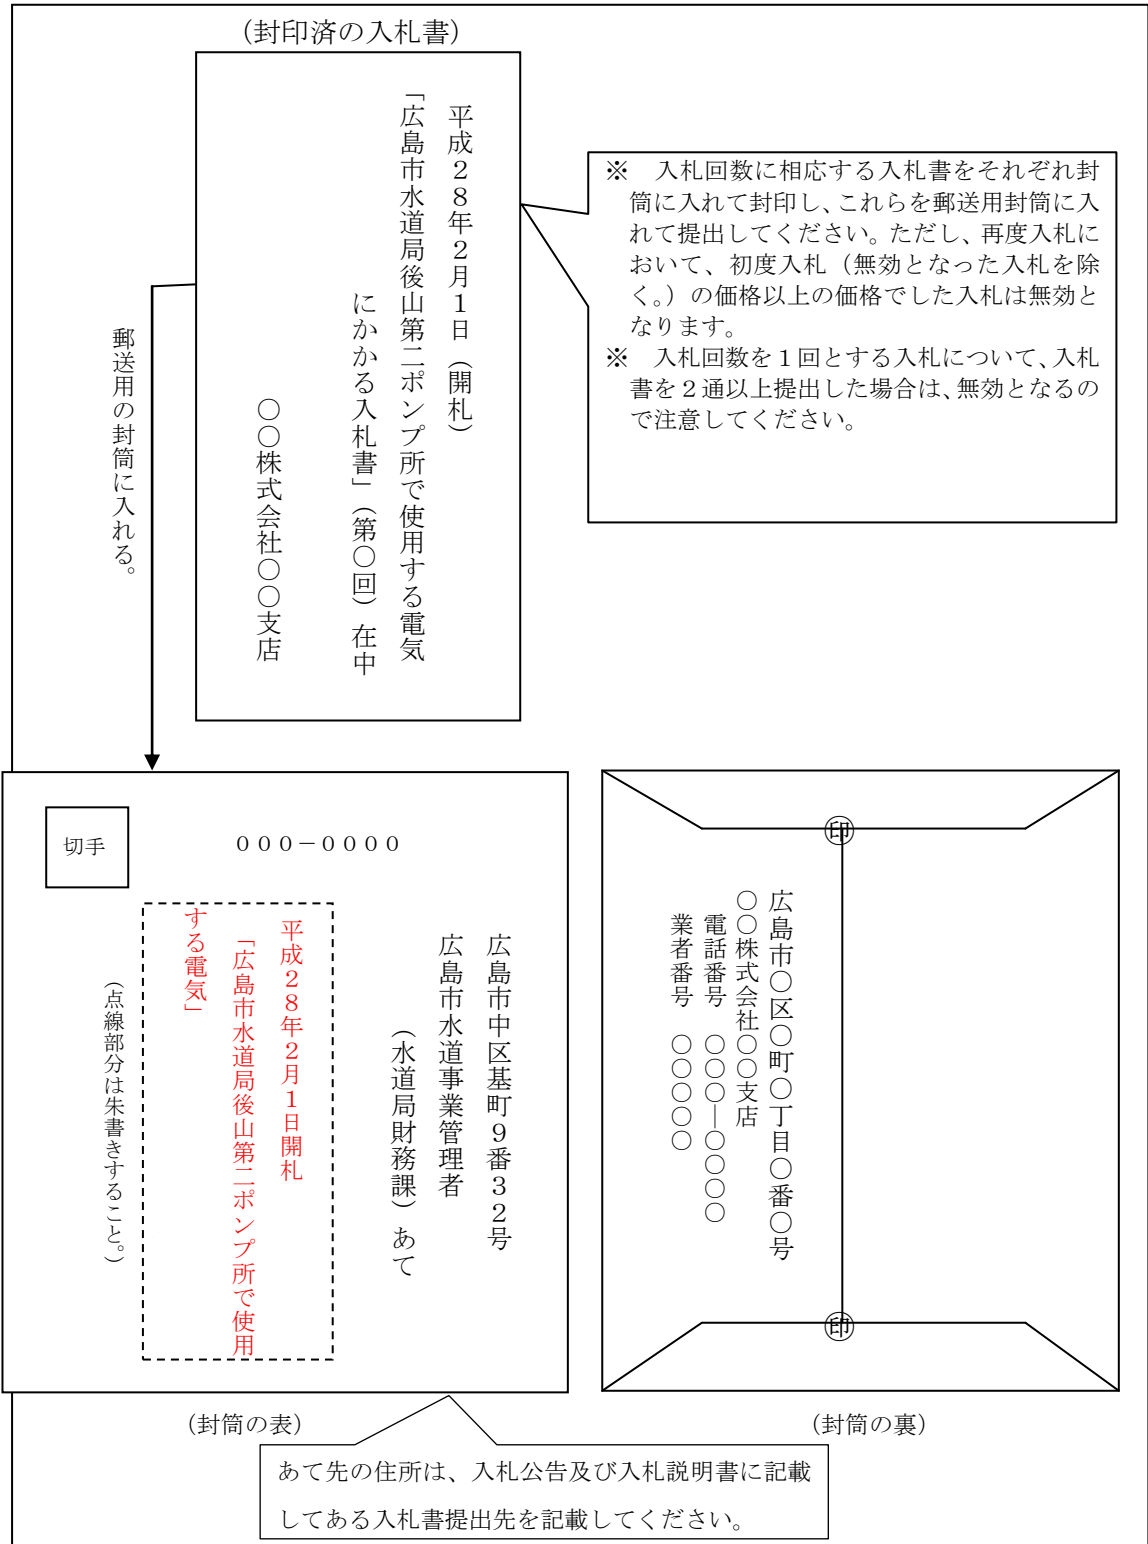 (封印済の入札書)
平成２８年２月１日（開札）
「広島市水道局後山第二ポンプ所で使用する電気
にかかる入札書」（第〇回）在中
〇〇株式会社〇〇支店
※　入札回数に相応する入札書をそれぞれ封
筒に入れて封印し、これらを郵送用封筒に入
れて提出してください。ただし、再度入札に
おいて、初度入札（無効となった入札を除
く。）の価格以上の価格でした入札は無効と
なります。
※　入札回数を１回とする入札について、入札
書を２通以上提出した場合は、無効となるの
で注意してください。
郵送用の封筒に入れる。
切手
０００－００００
広島市中区基町９番３２号
広島市水道事業管理者
（水道局財務課）あて
平成２８年２月１日開札
「広島市水道局後山第二ポンプ所で使用
する電気」
（点線部分は朱書きすること。）
(封筒の表)
㊞
広島市〇区〇町〇丁目〇番〇号
〇〇株式会社〇〇支店
電話番号　〇〇〇―〇〇〇〇
業者番号　〇〇〇〇〇
㊞
(封筒の裏)
あて先の住所は、入札公告及び入札説明書に記載
してある入札書提出先を記載してください。